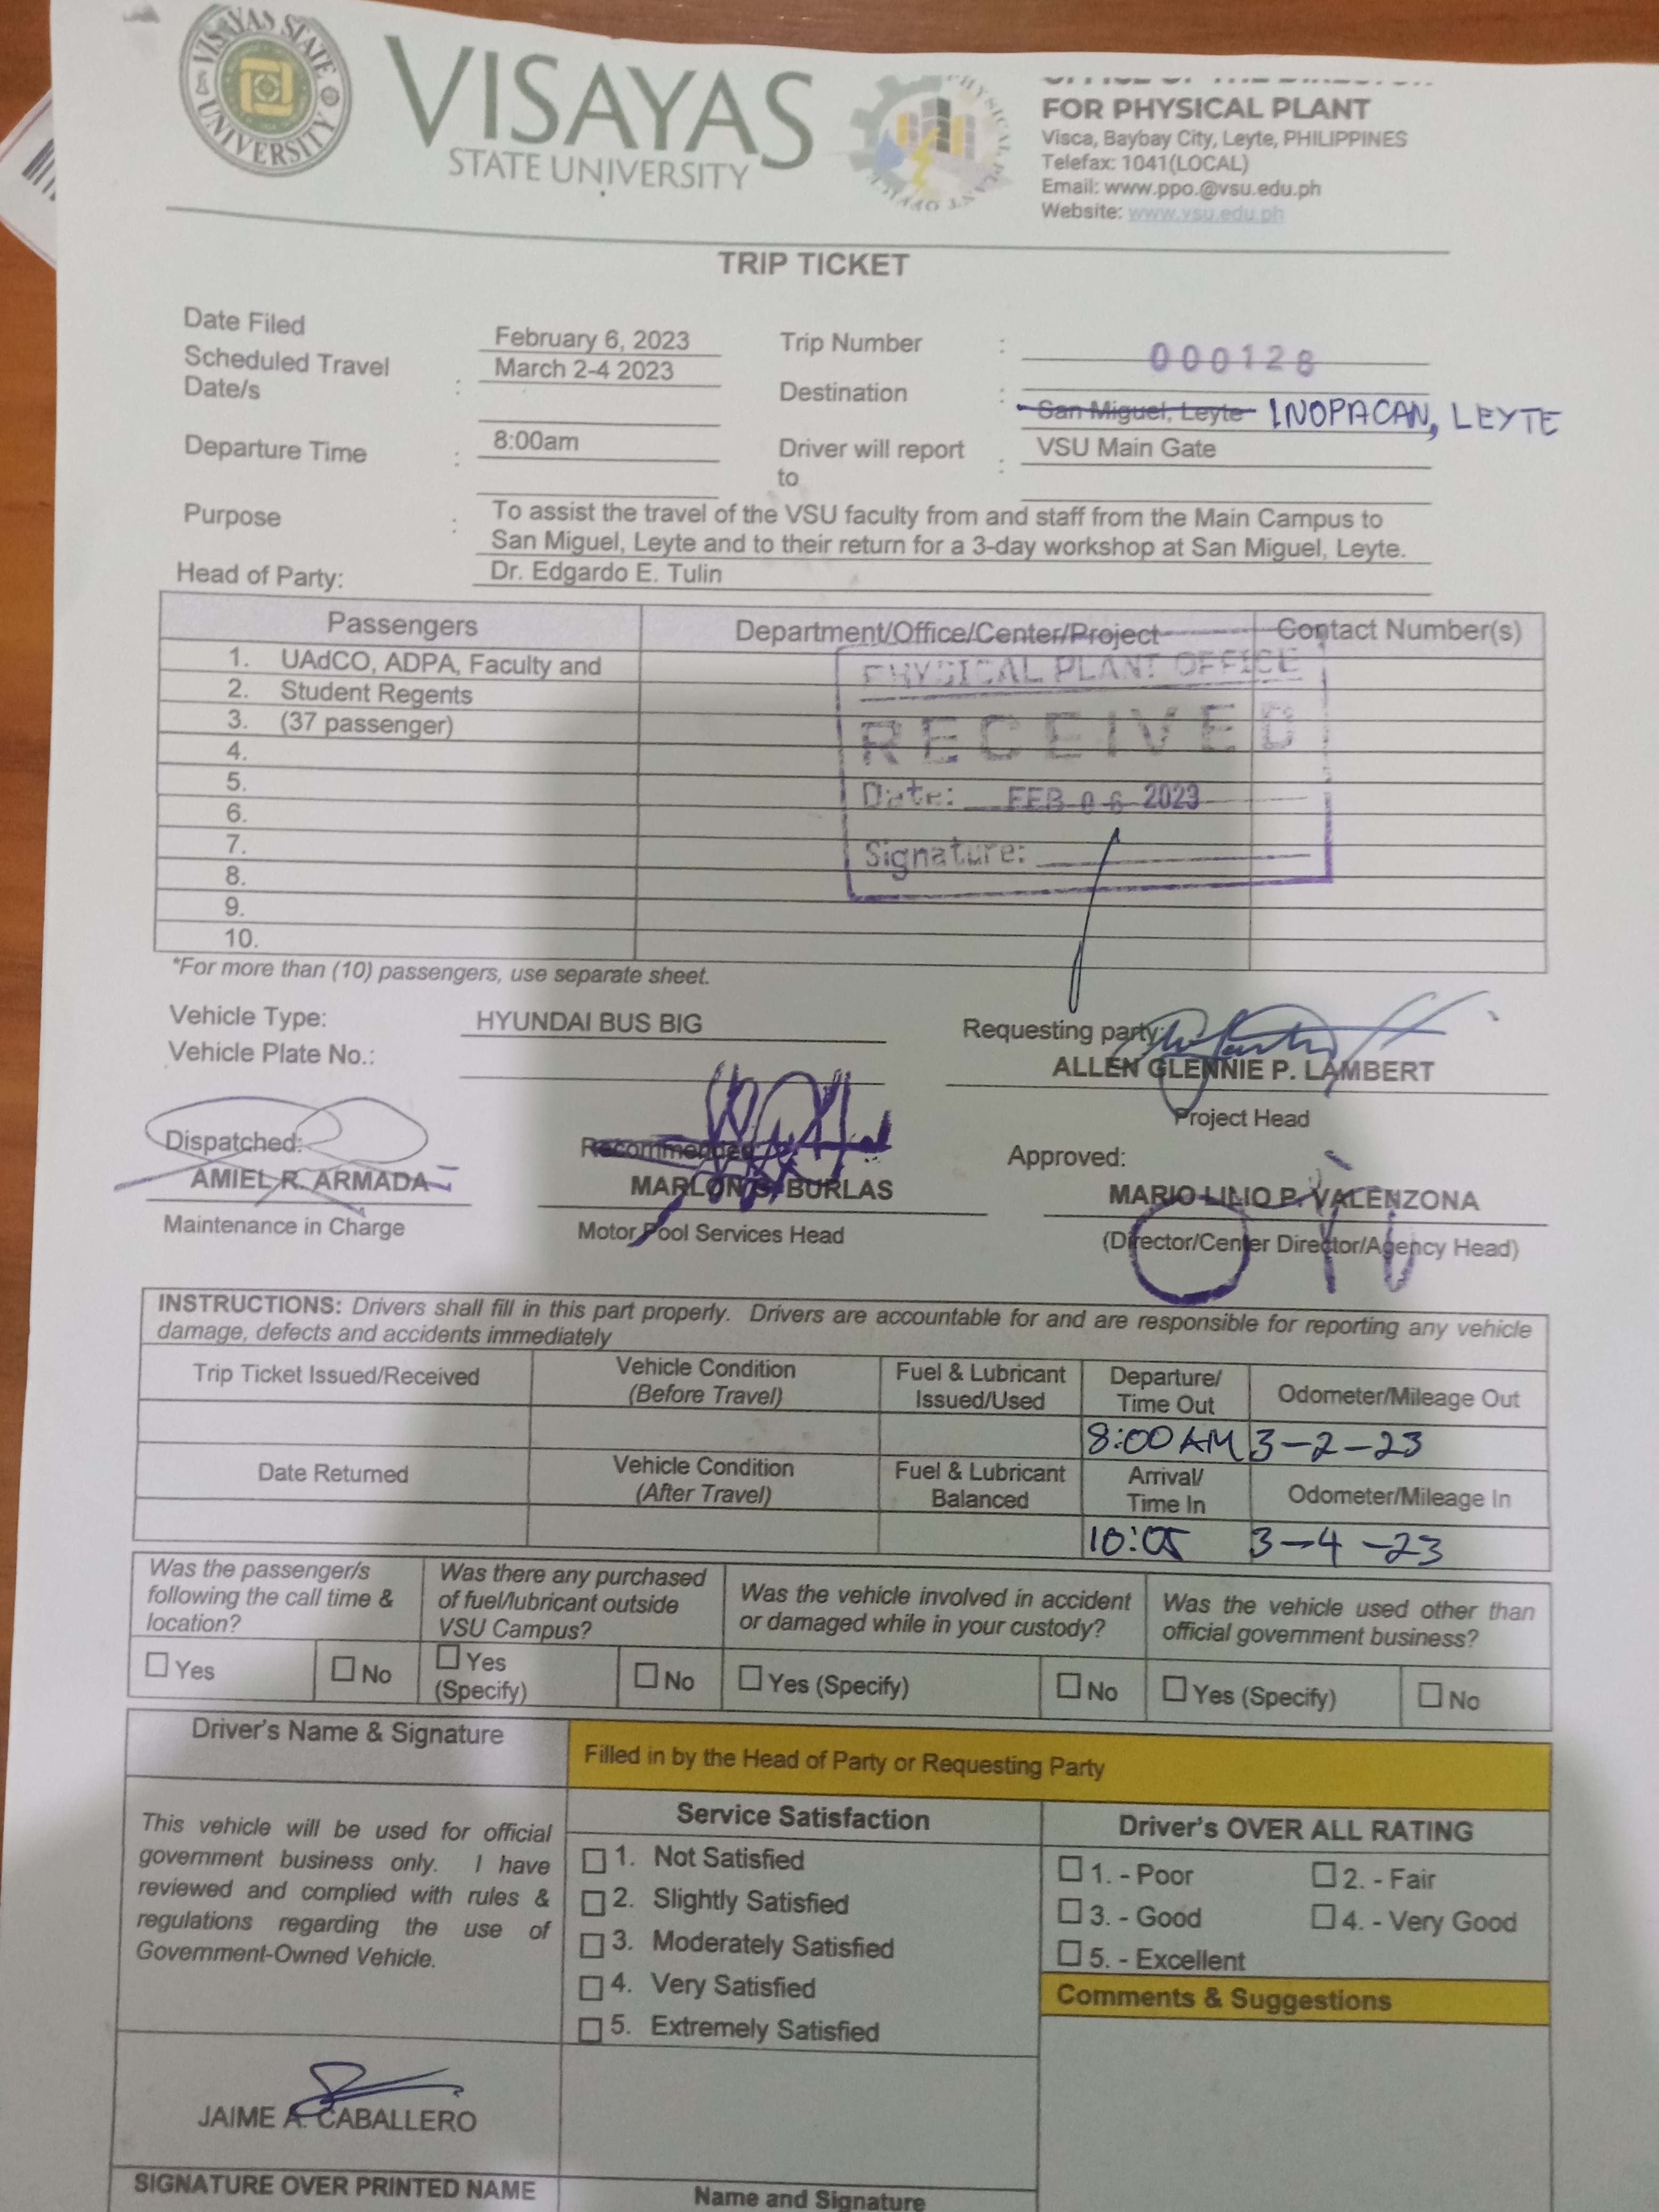 VISAYAS STATE UNIVERSITY
VISAYAS
STATE UNIVERSITY
PHYSICAL PLANT OFFICE
FOR PHYSICAL PLANT
Visca, Baybay City, Leyte, PHILIPPINES
Telefax: 1041(LOCAL)
Email: www.ppo.@vsu.edu.ph
Website: www.vsu.edu.ph
TRIP TICKET
Date Filed February 6, 2023 Trip Number : 000128
Scheduled Travel Date/s : March 2-4 2023 Destination : San Miguel, Leyte INOPACAN, LEYTE
Departure Time : 8:00am Driver will report to : VSU Main Gate
Purpose : To assist the travel of the VSU faculty from and staff from the Main Campus to
San Miguel, Leyte and to their return for a 3-day workshop at San Miguel, Leyte.
Head of Party: Dr. Edgardo E. Tulin
Passengers Department/Office/Center/Project Contact Number(s)
1. UAdCO, ADPA, Faculty and
2. Student Regents
3. (37 passenger)
4.
5.
6.
7.
8.
9.
10.
PHYSICAL PLANT OFFICE
RECEIVED
Date: FEB 06 2023
Signature:
*For more than (10) passengers, use separate sheet.
Vehicle Type: HYUNDAI BUS BIG
Vehicle Plate No.:
Requesting party:
ALLEN GLENNIE P. LAMBERT
Project Head
Dispatched: Recommended: Approved:
AMIEL R. ARMADA MARLON G. BURLAS MARIO LILIO P. VALENZONA
Maintenance in Charge Motor Pool Services Head (Director/Center Director/Agency Head)
INSTRUCTIONS: Drivers shall fill in this part properly. Drivers are accountable for and are responsible for reporting any vehicle
damage, defects and accidents immediately
Trip Ticket Issued/Received Vehicle Condition (Before Travel) Fuel & Lubricant Issued/Used Departure/ Time Out Odometer/Mileage Out
8:00 AM 3-2-23
Date Returned Vehicle Condition (After Travel) Fuel & Lubricant Balanced Arrival/ Time In Odometer/Mileage In
10:05 3-4-23
Was the passenger/s following the call time & location?
Yes No
Was there any purchased of fuel/lubricant outside VSU Campus?
Yes (Specify) No
Was the vehicle involved in accident or damaged while in your custody?
Yes (Specify) No
Was the vehicle used other than official government business?
Yes (Specify) No
Driver's Name & Signature
Filled in by the Head of Party or Requesting Party
This vehicle will be used for official
government business only. I have
reviewed and complied with rules &
regulations regarding the use of
Government-Owned Vehicle.
Service Satisfaction
1. Not Satisfied
2. Slightly Satisfied
3. Moderately Satisfied
4. Very Satisfied
5. Extremely Satisfied
Driver's OVER ALL RATING
1. - Poor 2. - Fair
3. - Good 4. - Very Good
5. - Excellent
Comments & Suggestions
JAIME A. CABALLERO
SIGNATURE OVER PRINTED NAME
Name and Signature